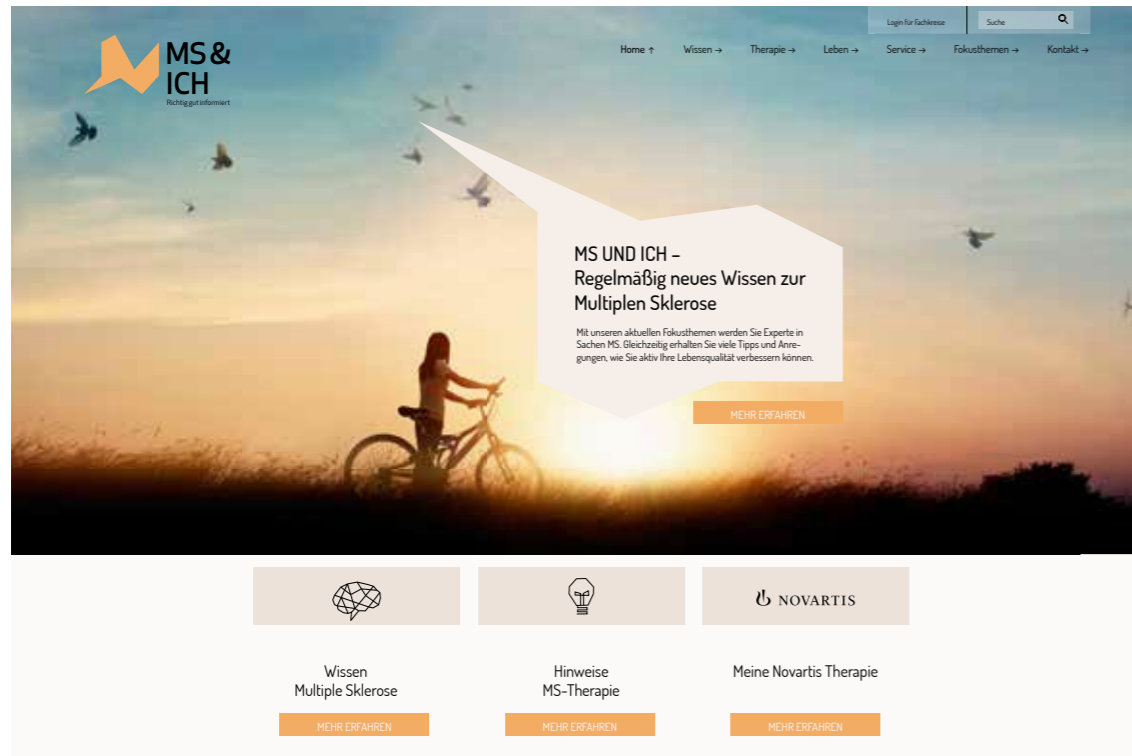 Login für Fachkreise
Suche
MS &
ICH
Richtig gut informiert
Home ↑
Wissen →
Therapie →
Leben →
Service →
Fokusthemen →
Kontakt →
MS UND ICH –
Regelmäßig neues Wissen zur
Multiplen Sklerose
Mit unseren aktuellen Fokusthemen werden Sie Experte in
Sachen MS. Gleichzeitig erhalten Sie viele Tipps und Anre-
gungen, wie Sie aktiv Ihre Lebensqualität verbessern können.
MEHR ERFAHREN
NOVARTIS
Wissen
Multiple Sklerose
Hinweise
MS-Therapie
Meine Novartis Therapie
MEHR ERFAHREN
MEHR ERFAHREN
MEHR ERFAHREN